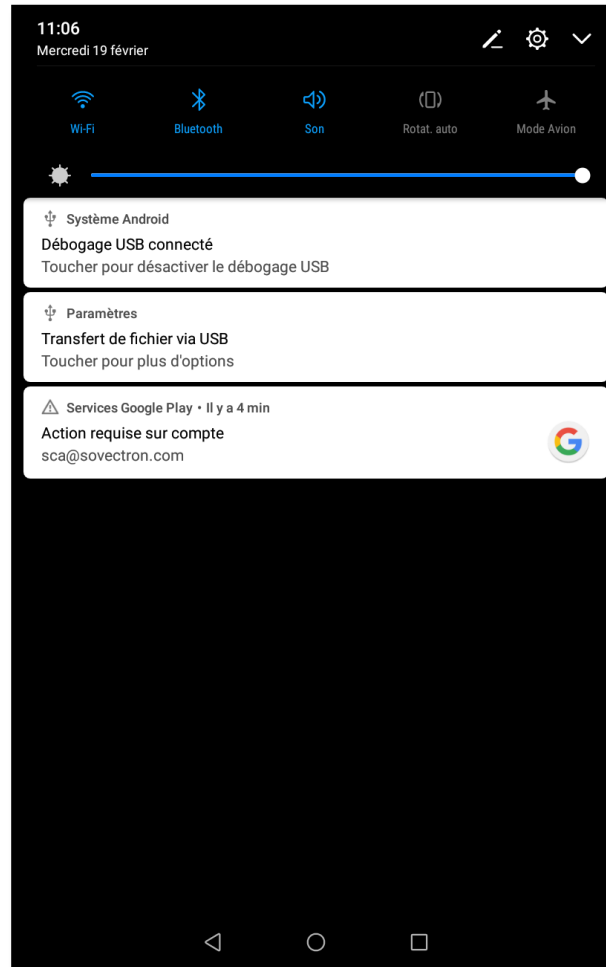 11:06
Mercredi 19 février
Wi-Fi Bluetooth Son Rotat. auto Mode Avion
Système Android
Débogage USB connecté
Toucher pour désactiver le débogage USB
Paramètres
Transfert de fichier via USB
Toucher pour plus d'options
Services Google Play • Il y a 4 min
Action requise sur compte
sca@sovectron.com